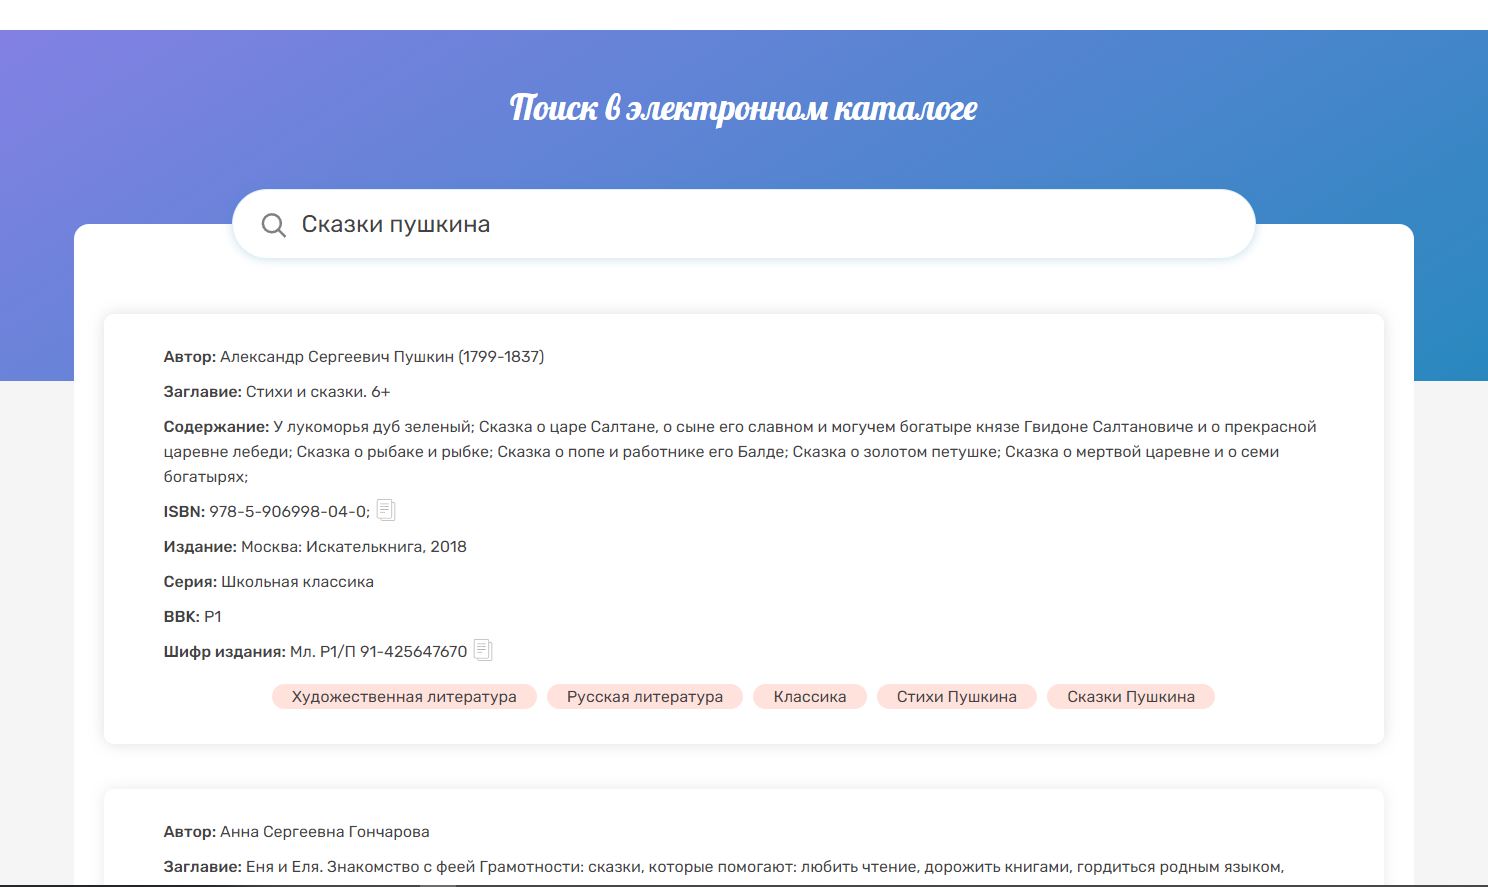 Поиск в электронном каталоге
Сказки пушкина
Автор: Александр Сергеевич Пушкин (1799-1837)
Заглавие: Стихи и сказки. 6+
Содержание: У лукоморья дуб зеленый; Сказка о царе Салтане, о сыне его славном и могучем богатыре князе Гвидоне Салтановиче и о прекрасной
царевне лебеди; Сказка о рыбаке и рыбке; Сказка о попе и работнике его Балде; Сказка о золотом петушке; Сказка о мертвой царевне и о семи
богатырях;
ISBN: 978-5-906998-04-0;
Издание: Москва: Искателькнига, 2018
Серия: Школьная классика
BBK: Р1
Шифр издания: Мл. Р1/П 91-425647670
Художественная литература Русская литература Классика Стихи Пушкина Сказки Пушкина
Автор: Анна Сергеевна Гончарова
Заглавие: Еня и Еля. Знакомство с феей Грамотности: сказки, которые помогают: любить чтение, дорожить книгами, гордиться родным языком,